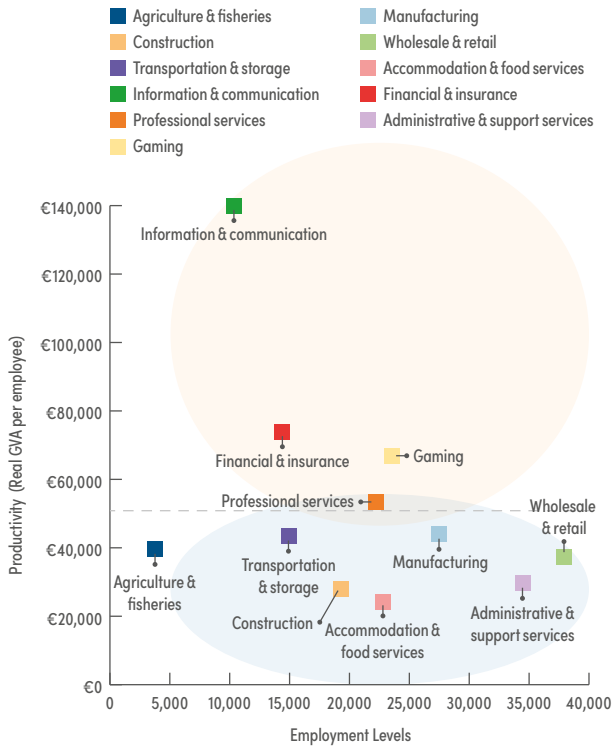 Agriculture & fisheries
Construction
Transportation & storage
Information & communication
Professional services
Gaming
Manufacturing
Wholesale & retail
Accommodation & food services
Financial & insurance
Administrative & support services
Productivity (Real GVA per employee)
€140,000
€120,000
€100,000
€80,000
€60,000
€40,000
€20,000
€0
Information & communication
Financial & insurance
Gaming
Professional services
Wholesale
& retail
Agriculture &
fisheries
Transportation
& storage
Manufacturing
Construction
Accommodation &
food services
Administrative &
support services
0
5,000
10,000
15,000
20,000
25,000
30,000
35,000
40,000
Employment Levels